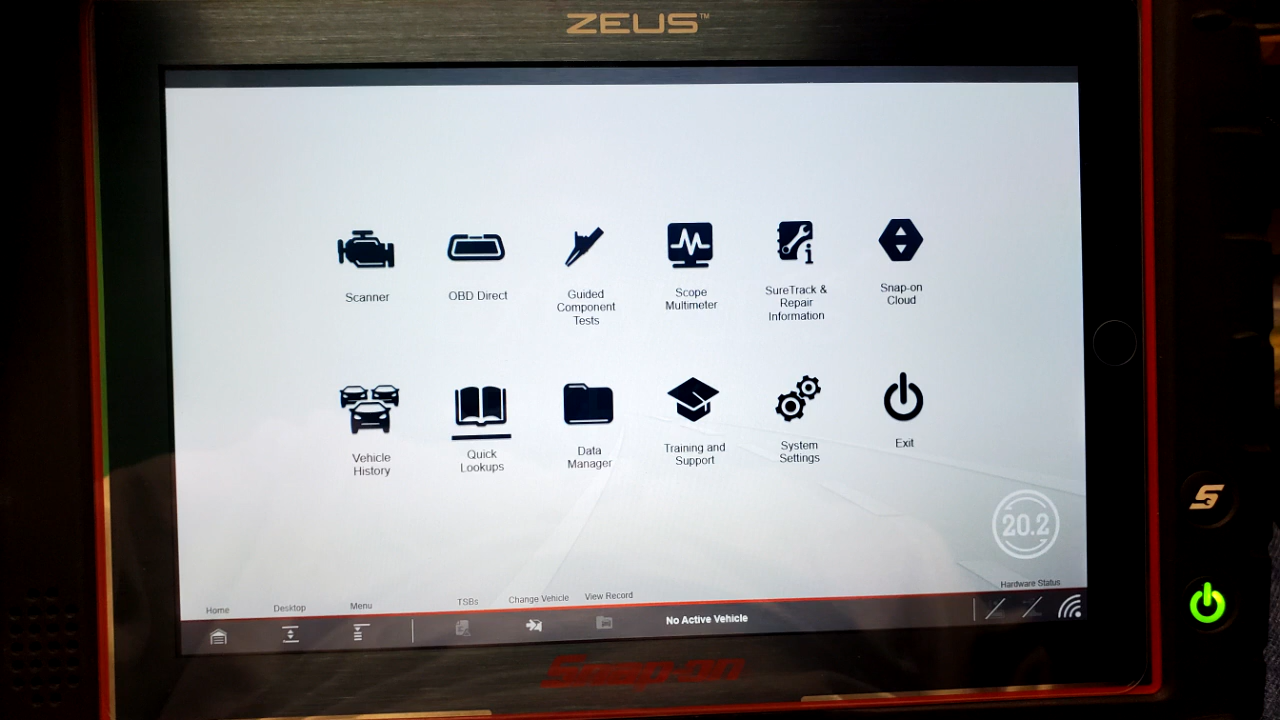 ZEUS™
Scanner
OBD Direct
Guided
Component
Tests
Scope
Multimeter
SureTrack &
Repair
Information
Snap-on
Cloud
Vehicle
History
Quick
Lookups
Data
Manager
Training and
Support
System
Settings
Exit
20.2
Hardware Status
Home
Desktop
Menu
TSBs
Change Vehicle
View Record
No Active Vehicle
Snap-on